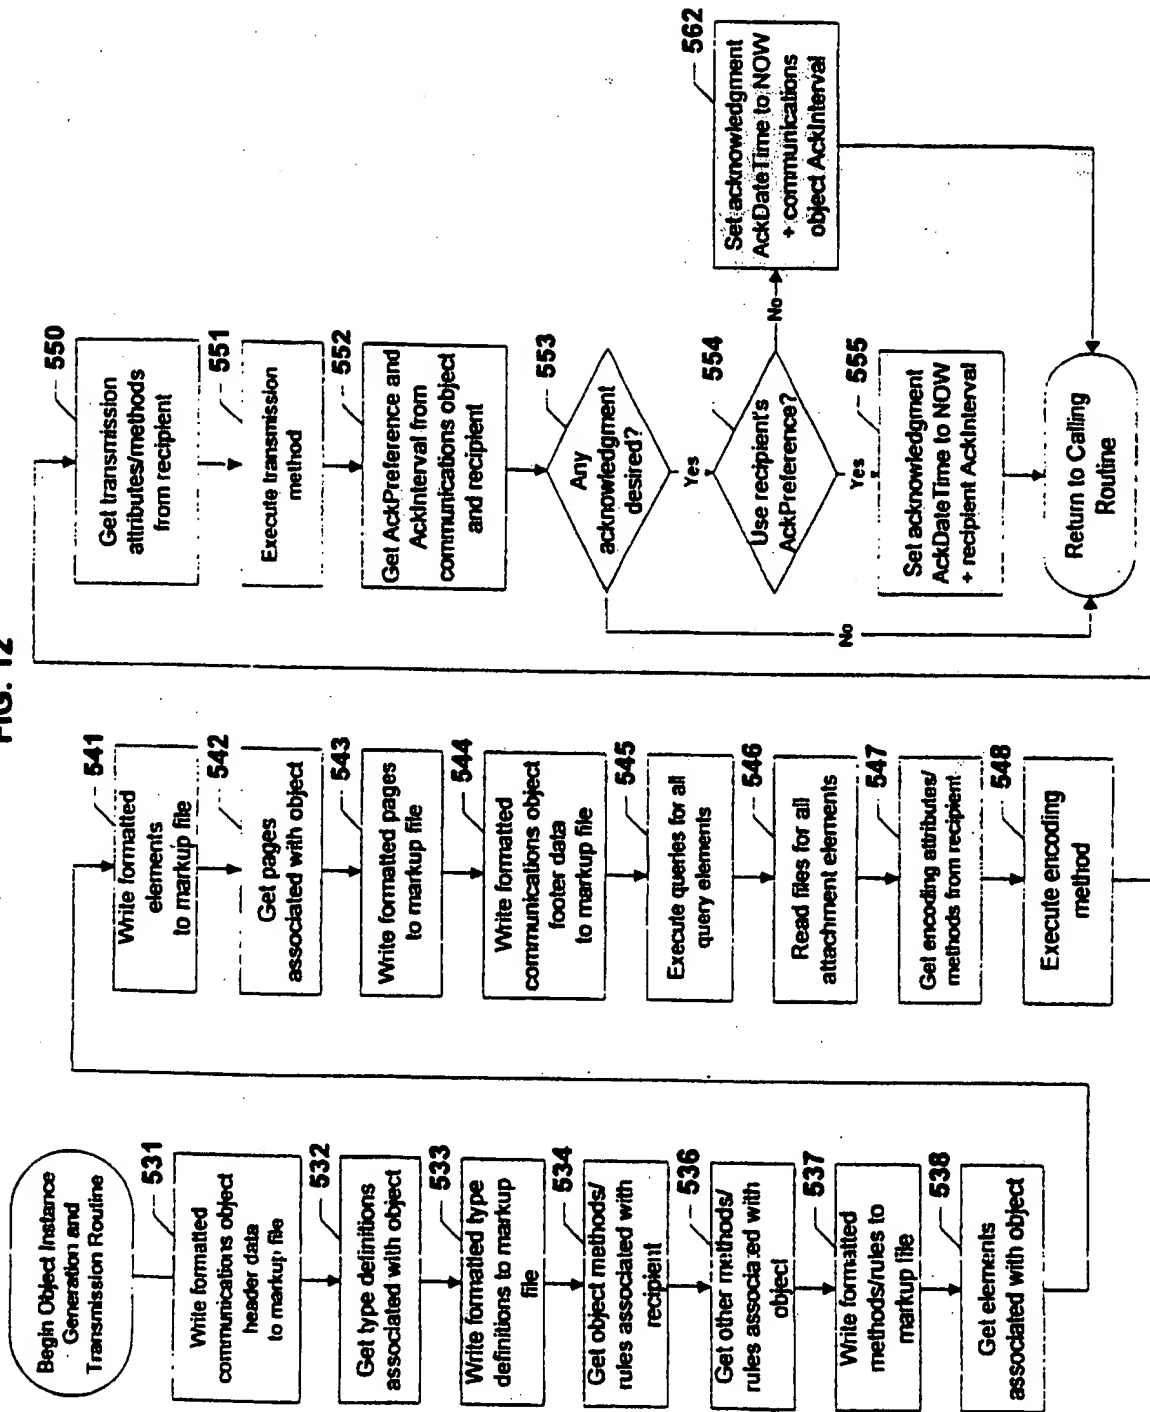 FIG. 12
Begin Object Instance
Generation and
Transmission Routine
531
Write formatted
communications object
header data
to markup file
532
Get type definitions
associated with object
533
Write formatted type
definitions to markup
file
534
Get object methods/
rules associated with
recipient
536
Get other methods/
rules associated with
object
537
Write formatted
methods/rules to
markup file
538
Get elements
associated with object
541
Write formatted
elements
to markup file
542
Get pages
associated with object
543
Write formatted pages
to markup file
544
Write formatted
communications object
footer data
to markup file
545
Execute queries for all
query elements
546
Read files for all
attachment elements
547
Get encoding attributes/
methods from recipient
548
Execute encoding
method
550
Get transmission
attributes/methods
from recipient
551
Execute transmission
method
552
Get AckPreference and
AckInterval from
communications object
and recipient
553
Any
acknowledgment
desired?
Yes
No
554
Use recipient's
AckPreference?
Yes
No
555
Set acknowledgment
AckDateTime to NOW
+ recipient AckInterval
562
Set acknowledgment
AckDateTime to NOW
+ communications
object AckInterval
Return to Calling
Routine